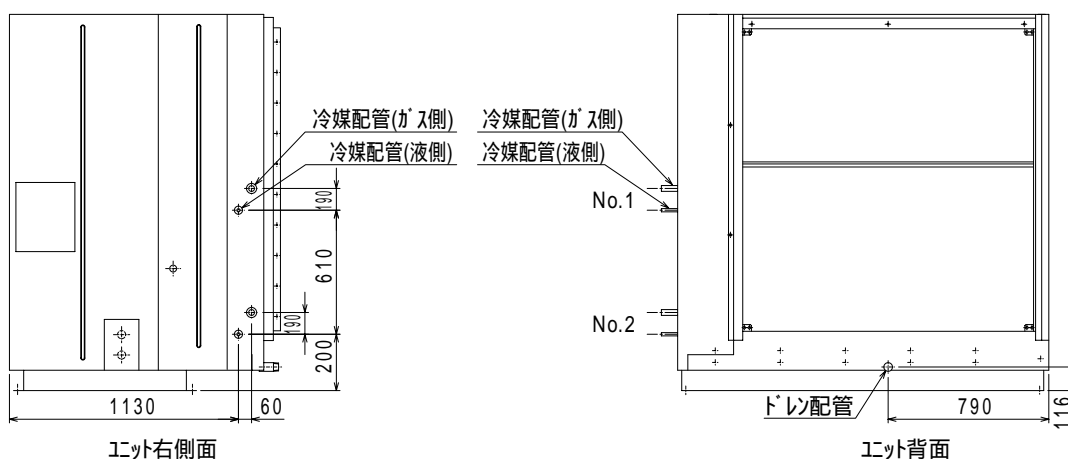 冷媒配管(ガス側)
冷媒配管(液側)
190
610
190
200
1130
60
ユニット右側面
冷媒配管(ガス側)
冷媒配管(液側)
No.1
No.2
ドレン配管
790
116
ユニット背面